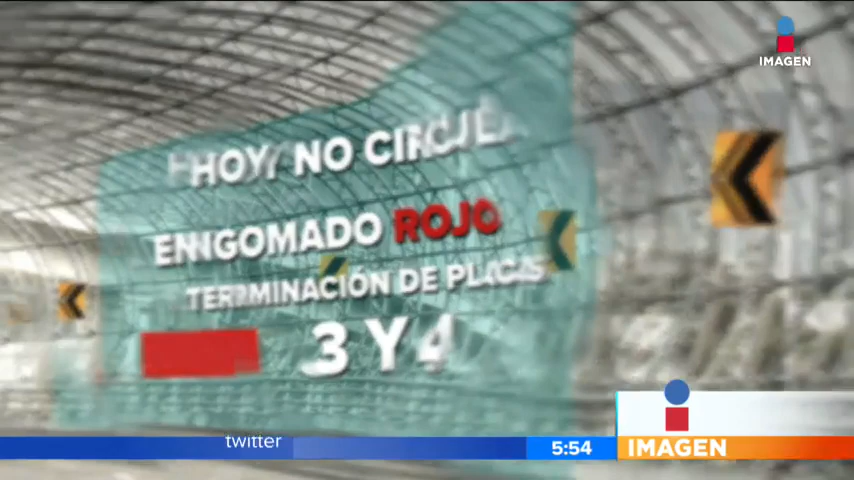 IMAGEN
HOY NO CIRCULA
ENGOMADO ROJO
TERMINACIÓN DE PLACAS
3 Y 4
twitter
5:54
IMAGEN